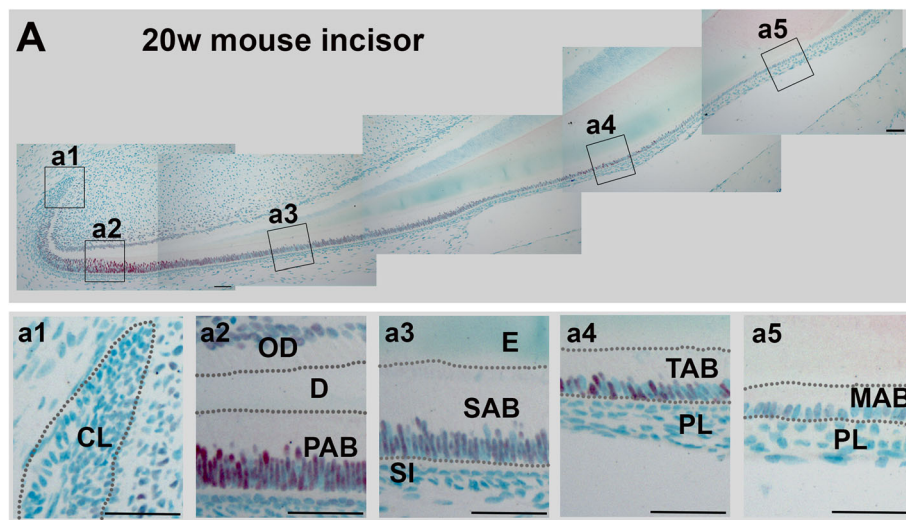 A 20w mouse incisor
a1
a2
a3
a4
a5
a1
CL
a2
OD
D
PAB
a3
E
SAB
SI
a4
TAB
PL
a5
MAB
PL